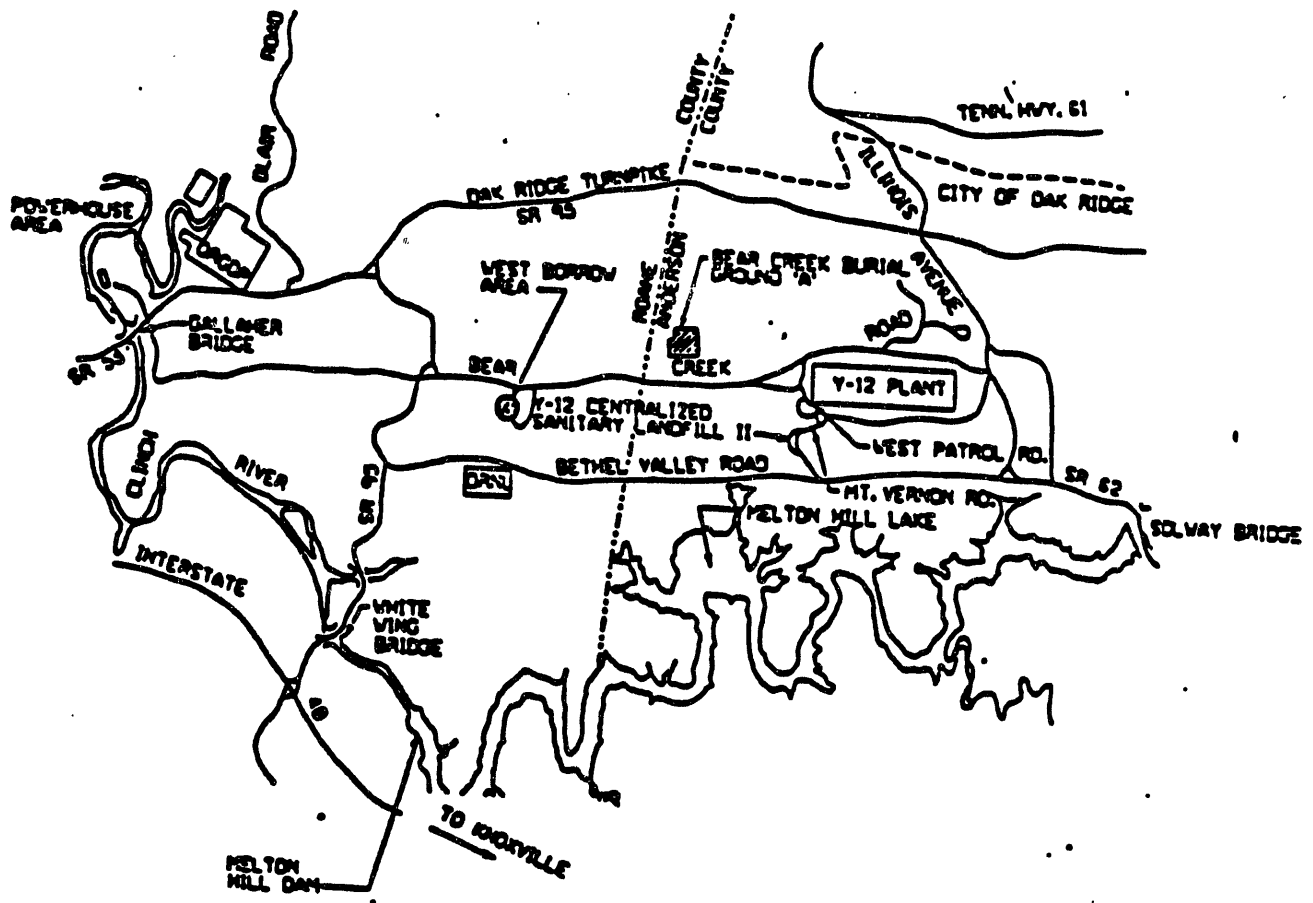 BLAIR ROAD
COUNTY
COUNTY
TENN. HWY. 61
ILLINOIS
AVENUE
CITY OF OAK RIDGE
POWERHOUSE
AREA
OAK RIDGE TURNPIKE
SR 95
ORGDP
WEST BORROW
AREA
ROANE
ANDERSON
BEAR CREEK BURIAL
GROUND 'A'
ROAD
GALLAHER
BRIDGE
SR
BEAR
CREEK
Y-12 PLANT
Y-12 CENTRALIZED
SANITARY LANDFILL II
WEST PATROL RD.
CLINCH
RIVER
SR 95
ORNL
BETHEL VALLEY ROAD
SR 62
MT. VERNON RD.
MELTON HILL LAKE
SOLWAY BRIDGE
INTERSTATE
40
WHITE
WING
BRIDGE
TO KNOXVILLE
MELTON
HILL DAM